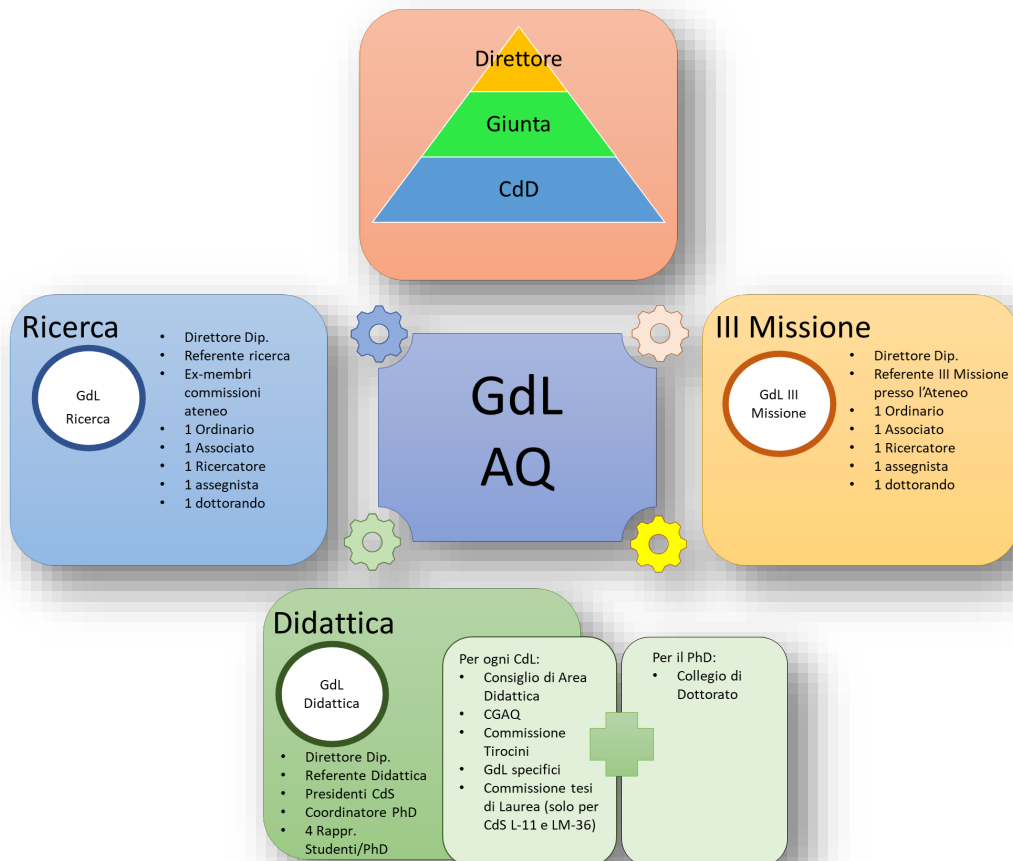 Direttore
Giunta
CdD
Ricerca
GdL
Ricerca
• Direttore Dip.
• Referente ricerca
• Ex-membri
commissioni
ateneo
• 1 Ordinario
• 1 Associato
• 1 Ricercatore
• 1 assegnista
• 1 dottorando
GdL
AQ
III Missione
GdL III
Missione
• Direttore Dip.
• Referente III Missione
presso l’Ateneo
• 1 Ordinario
• 1 Associato
• 1 Ricercatore
• 1 assegnista
• 1 dottorando
Didattica
GdL
Didattica
• Direttore Dip.
• Referente Didattica
• Presidenti CdS
• Coordinatore PhD
• 4 Rappr.
Studenti/PhD
Per ogni CdL:
• Consiglio di Area
Didattica
• CGAQ
• Commissione
Tirocini
• GdL specifici
• Commissione tesi
di Laurea (solo per
CdS L-11 e LM-36)
Per il PhD:
• Collegio di
Dottorato